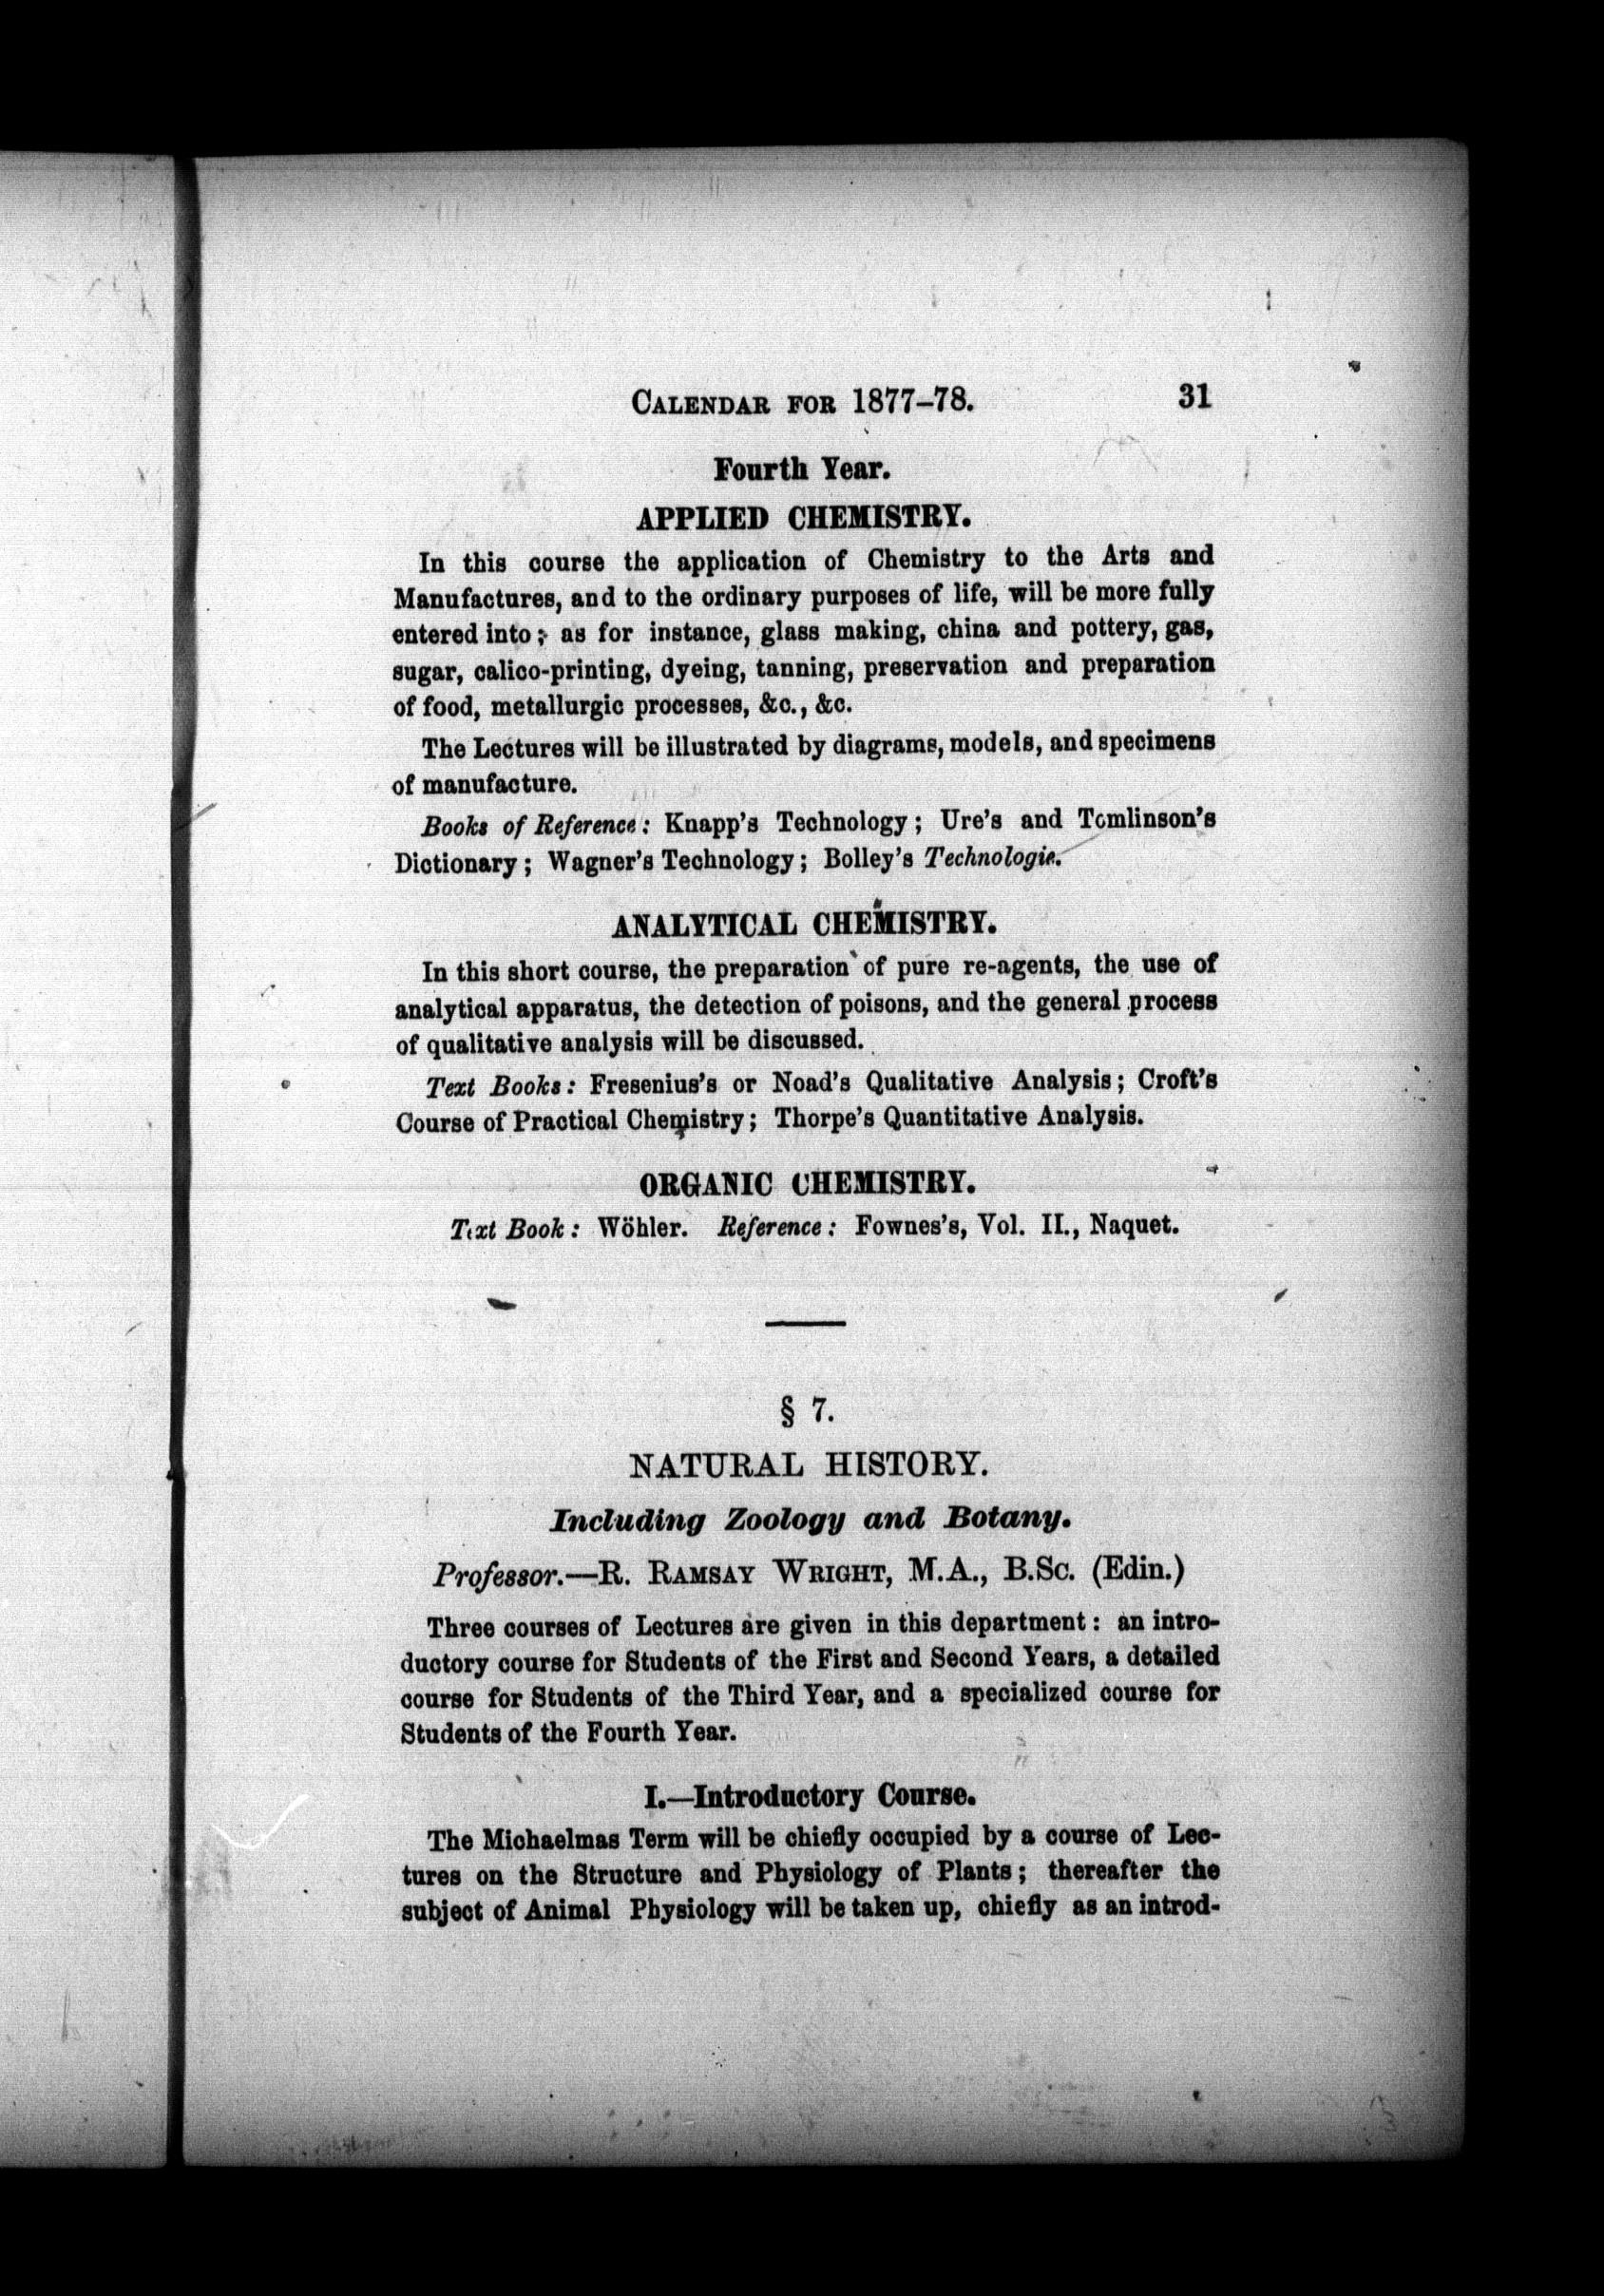 CALENDAR FOR 1877–78. 31
Fourth Year.
APPLIED CHEMISTRY.
In this course the application of Chemistry to the Arts and
Manufactures, and to the ordinary purposes of life, will be more fully
entered into; as for instance, glass making, china and pottery, gas,
sugar, calico-printing, dyeing, tanning, preservation and preparation
of food, metallurgic processes, &c., &c.
The Lectures will be illustrated by diagrams, models, and specimens
of manufacture.
Books of Reference: Knapp's Technology; Ure's and Tomlinson's
Dictionary; Wagner's Technology; Bolley's Technologie.
ANALYTICAL CHEMISTRY.
In this short course, the preparation of pure re-agents, the use of
analytical apparatus, the detection of poisons, and the general process
of qualitative analysis will be discussed.
Text Books: Fresenius's or Noad's Qualitative Analysis; Croft's
Course of Practical Chemistry; Thorpe's Quantitative Analysis.
ORGANIC CHEMISTRY.
Text Book: Wöhler. Reference: Fownes's, Vol. II., Naquet.
§ 7.
NATURAL HISTORY.
Including Zoology and Botany.
Professor.—R. RAMSAY WRIGHT, M.A., B.Sc. (Edin.)
Three courses of Lectures are given in this department: an intro-
ductory course for Students of the First and Second Years, a detailed
course for Students of the Third Year, and a specialized course for
Students of the Fourth Year.
I.—Introductory Course.
The Michaelmas Term will be chiefly occupied by a course of Lec-
tures on the Structure and Physiology of Plants; thereafter the
subject of Animal Physiology will be taken up, chiefly as an introd-